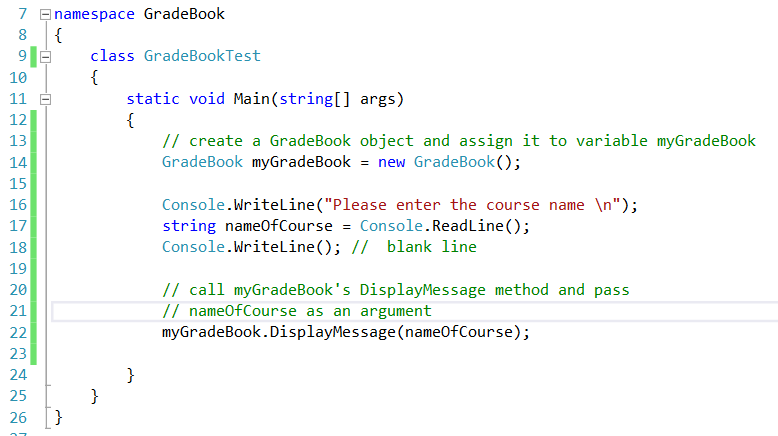 7 namespace GradeBook
8 {
9 class GradeBookTest
10 {
11 static void Main(string[] args)
12 {
13 // create a GradeBook object and assign it to variable myGradeBook
14 GradeBook myGradeBook = new GradeBook();
15
16 Console.WriteLine("Please enter the course name \n");
17 string nameOfCourse = Console.ReadLine();
18 Console.WriteLine(); //  blank line
19
20 // call myGradeBook's DisplayMessage method and pass
21 // nameOfCourse as an argument
22 myGradeBook.DisplayMessage(nameOfCourse);
23
24 }
25 }
26 }